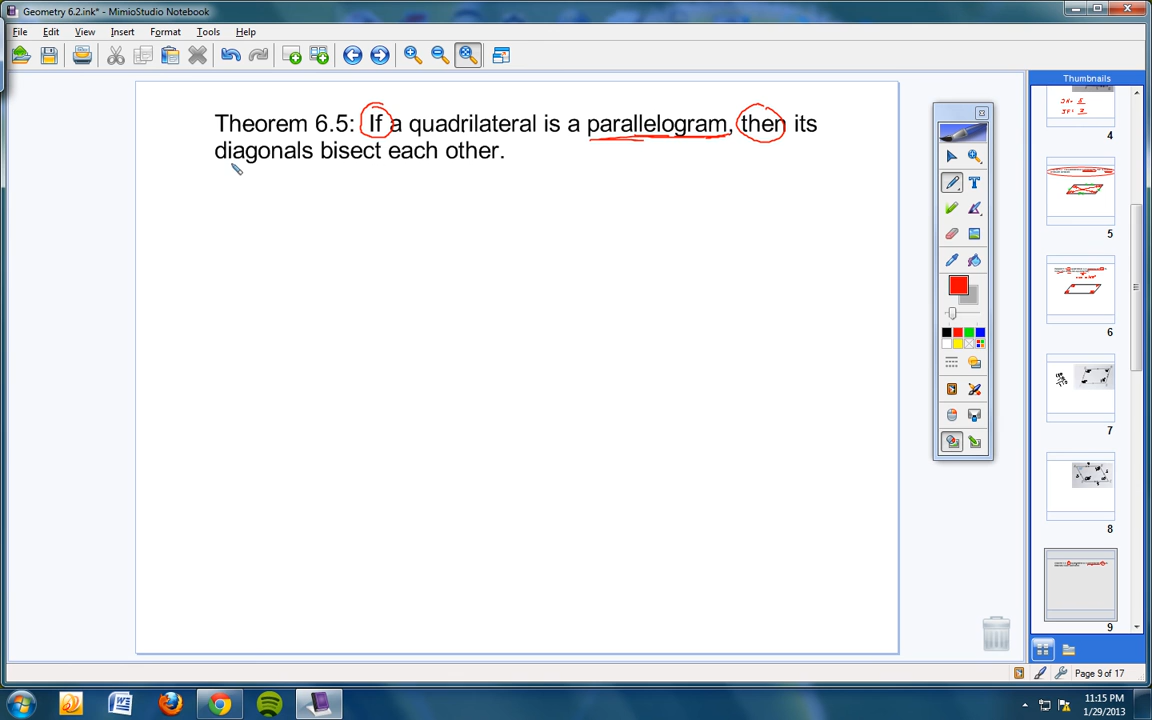 Geometry 6.2.ink* - MimioStudio Notebook
File Edit View Insert Format Tools Help
Thumbnails
Theorem 6.5: If a quadrilateral is a parallelogram, then its
diagonals bisect each other.
4
5
6
7
8
9
Page 9 of 17
11:15 PM
1/29/2013